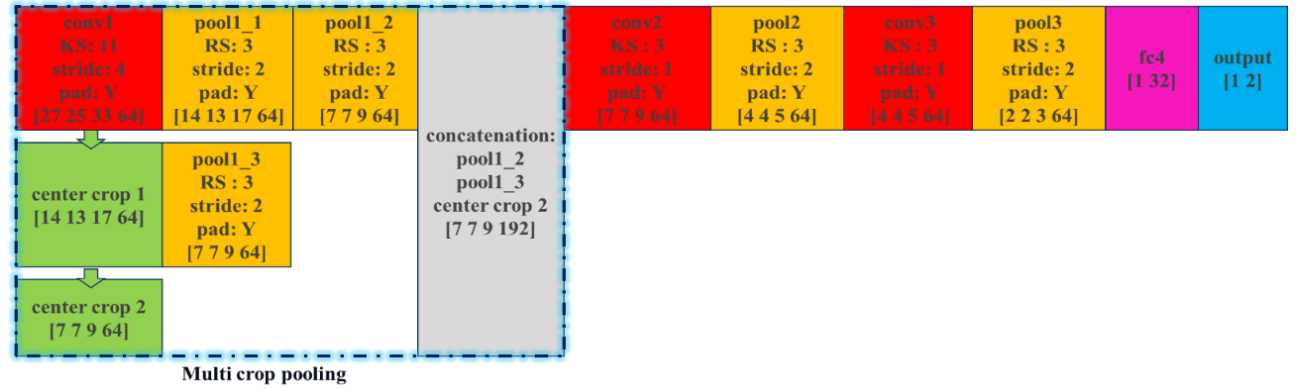 conv1
KS: 11
stride: 4
pad: Y
[27 25 33 64]
pool1_1
RS: 3
stride: 2
pad: Y
[14 13 17 64]
pool1_2
RS : 3
stride: 2
pad: Y
[7 7 9 64]
concatenation:
pool1_2
pool1_3
center crop 2
[7 7 9 192]
conv2
KS : 3
stride: 1
pad: Y
[7 7 9 64]
pool2
RS : 3
stride: 2
pad: Y
[4 4 5 64]
conv3
KS : 3
stride: 1
pad: Y
[4 4 5 64]
pool3
RS : 3
stride: 2
pad: Y
[2 2 3 64]
fc4
[1 32]
output
[1 2]
center crop 1
[14 13 17 64]
pool1_3
RS : 3
stride: 2
pad: Y
[7 7 9 64]
center crop 2
[7 7 9 64]
Multi crop pooling